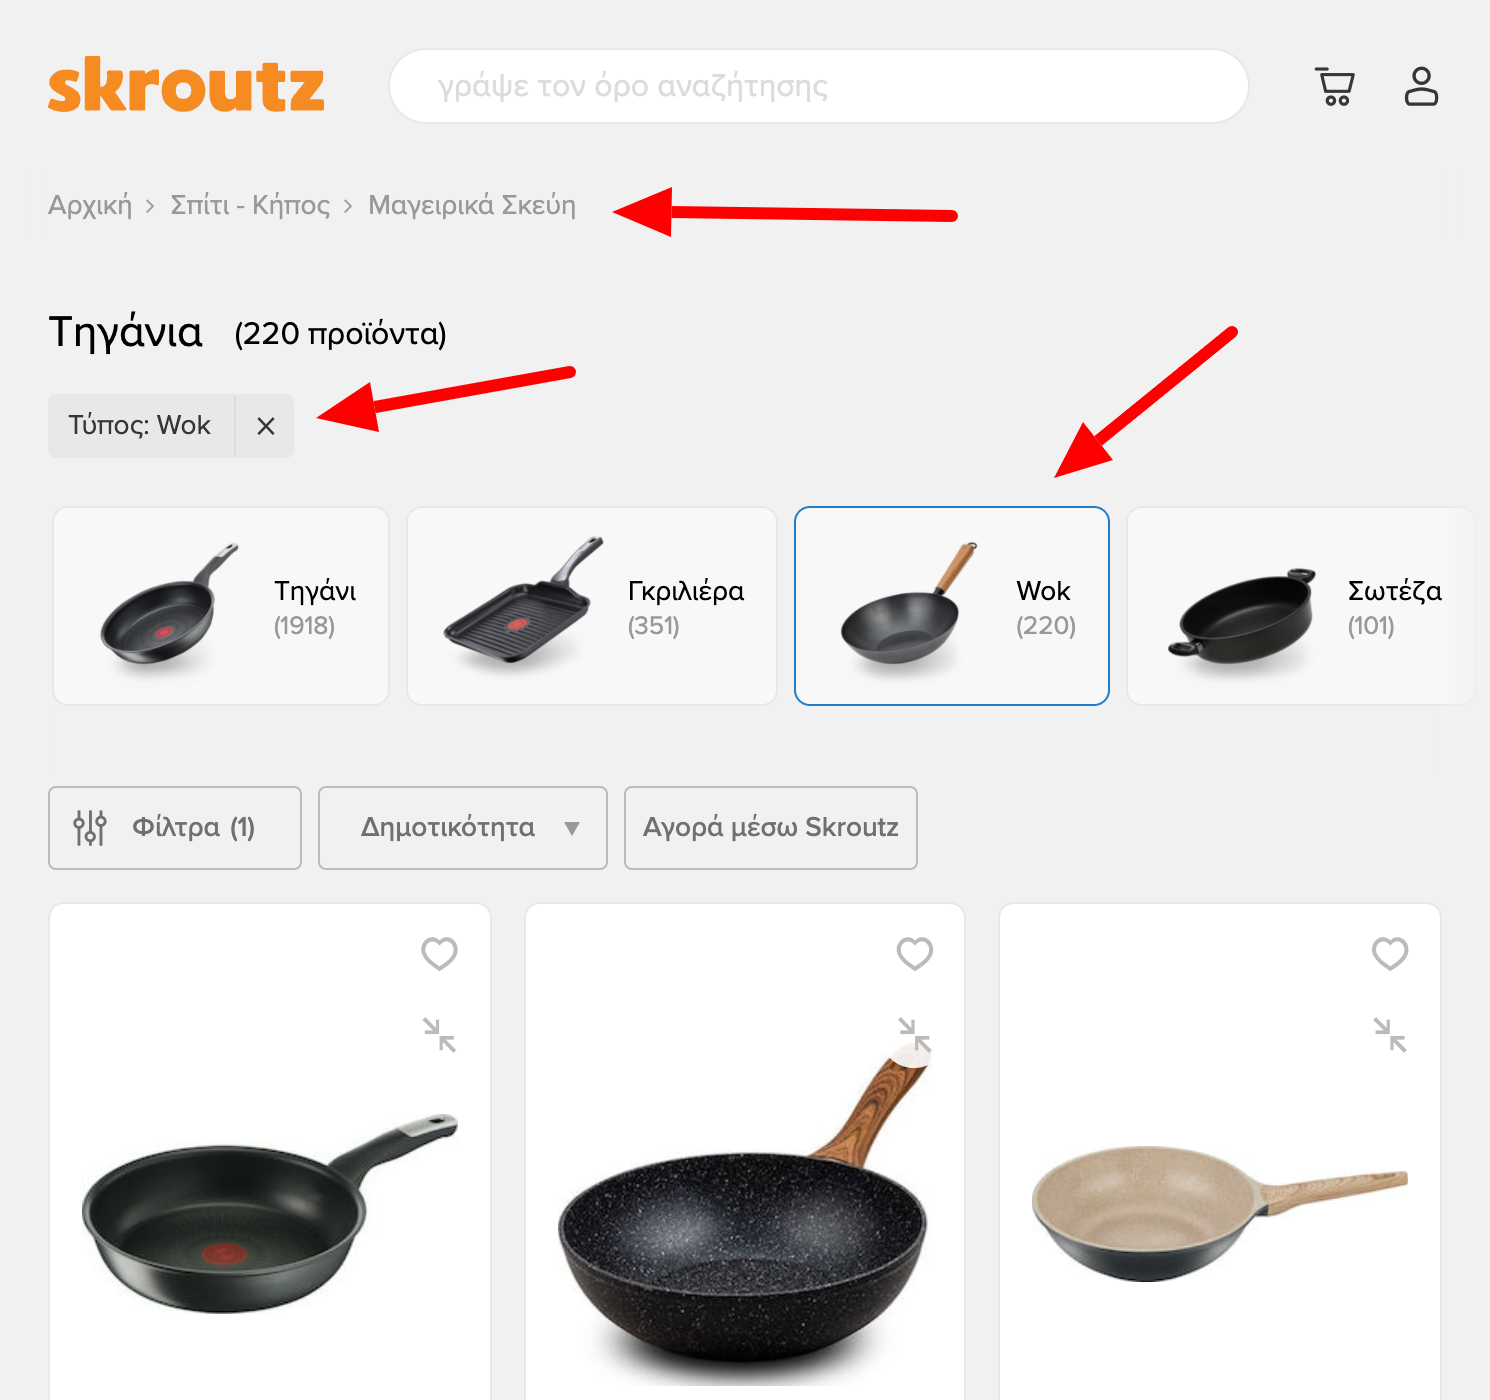 skroutz
γράψε τον όρο αναζήτησης
Αρχική > Σπίτι - Κήπος > Μαγειρικά Σκεύη
Τηγάνια (220 προϊόντα)
Τύπος: Wok ×
Τηγάνι
(1918)
Γκριλιέρα
(351)
Wok
(220)
Σωτέζα
(101)
Φίλτρα (1)
Δημοτικότητα
Αγορά μέσω Skroutz